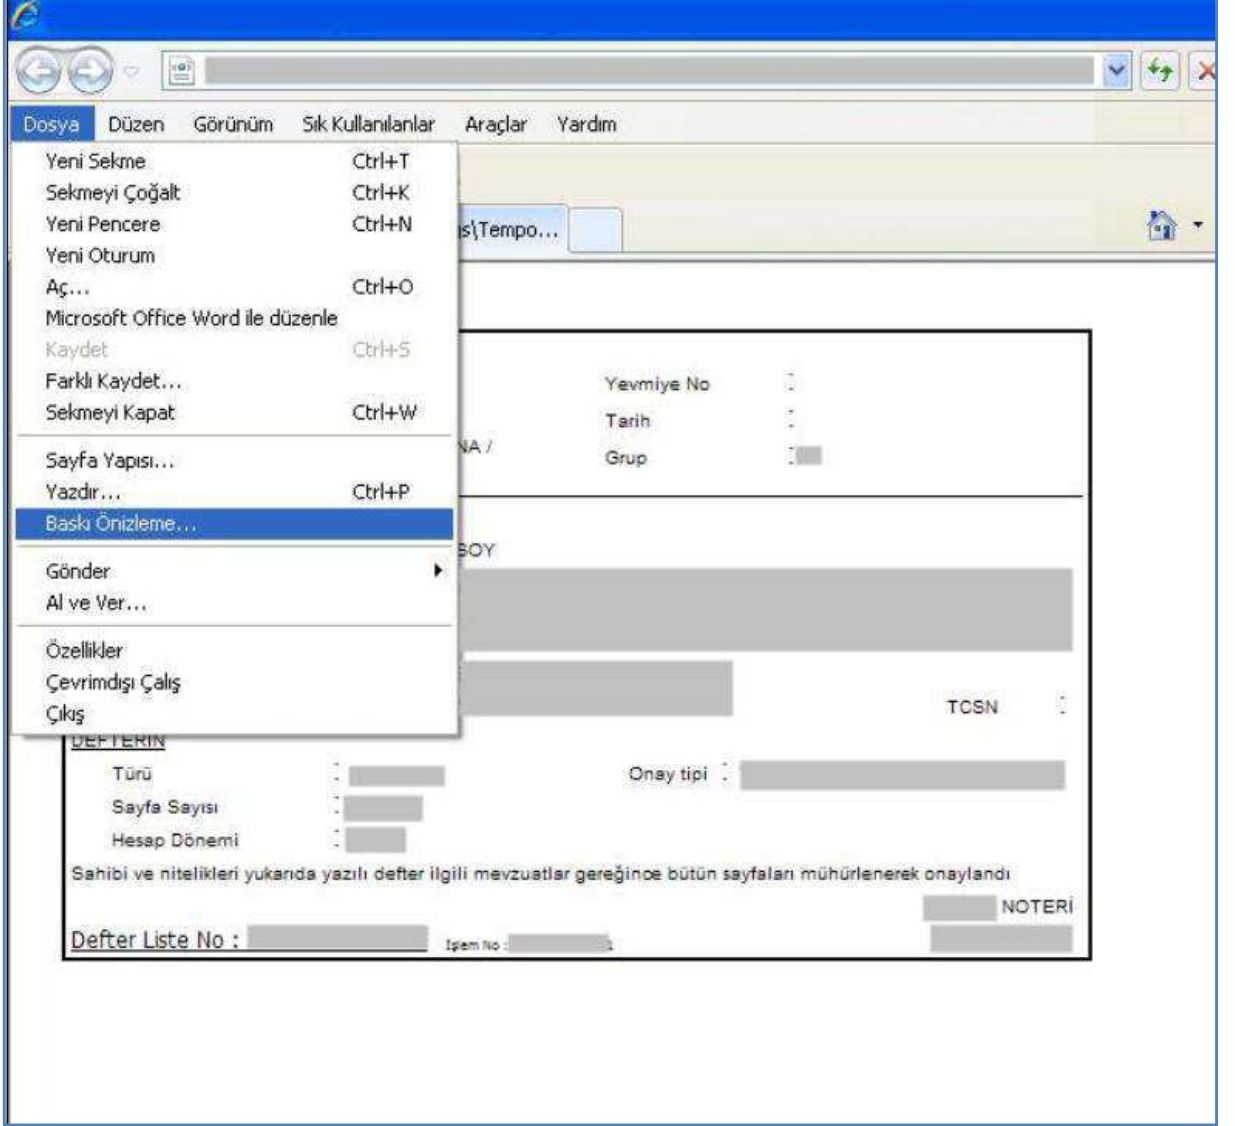 Dosya Düzen Görünüm Sık Kullanılanlar Araçlar Yardım
Yeni Sekme Ctrl+T
Sekmeyi Çoğalt Ctrl+K
Yeni Pencere Ctrl+N
Yeni Oturum
Aç... Ctrl+O
Microsoft Office Word ile düzenle
Kaydet Ctrl+S
Farklı Kaydet...
Sekmeyi Kapat Ctrl+W
Sayfa Yapısı...
Yazdır... Ctrl+P
Baskı Önizleme...
Gönder
Al ve Ver...
Özellikler
Çevrimdışı Çalış
Çıkış
gs\Tempo...
Yevmiye No :
Tarih :
NA / Grup :
SOY
TCSN :
DEFTERİN
Türü : Onay tipi :
Sayfa Sayısı :
Hesap Dönemi :
Sahibi ve nitelikleri yukarıda yazılı defter ilgili mevzuatlar gereğince bütün sayfaları mühürlenerek onaylandı
NOTERİ
Defter Liste No : İşem No :